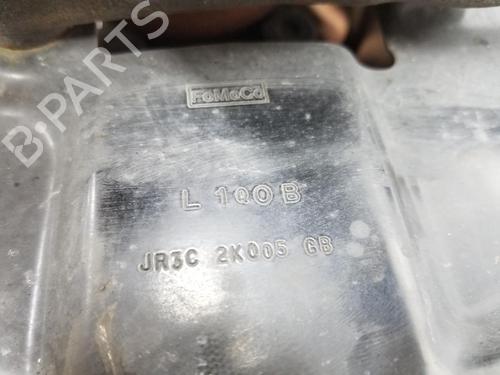 B-PARTS
FoMoCo
L 1Q0B
JR3C 2K005 GB